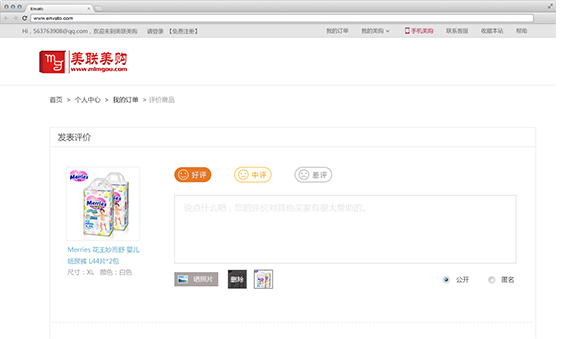 Envato
www.envato.com
Hi，563763908@qq.com，欢迎来到美联美购 请登录 【免费注册】 我的订单 我的美购 手机美购 联系客服 收藏本站 帮助
my 美联美购
www.mlmgou.com
首页 > 个人中心 > 我的订单 > 评价商品
发表评价
Merries
Merries
好评 中评 差评
说点什么吧，您的评价对其他买家有很大帮助的。
Merries 花王妙而舒 婴儿
纸尿裤 L44片*2包
尺寸：XL 颜色：白色
晒照片 删除 公开 匿名